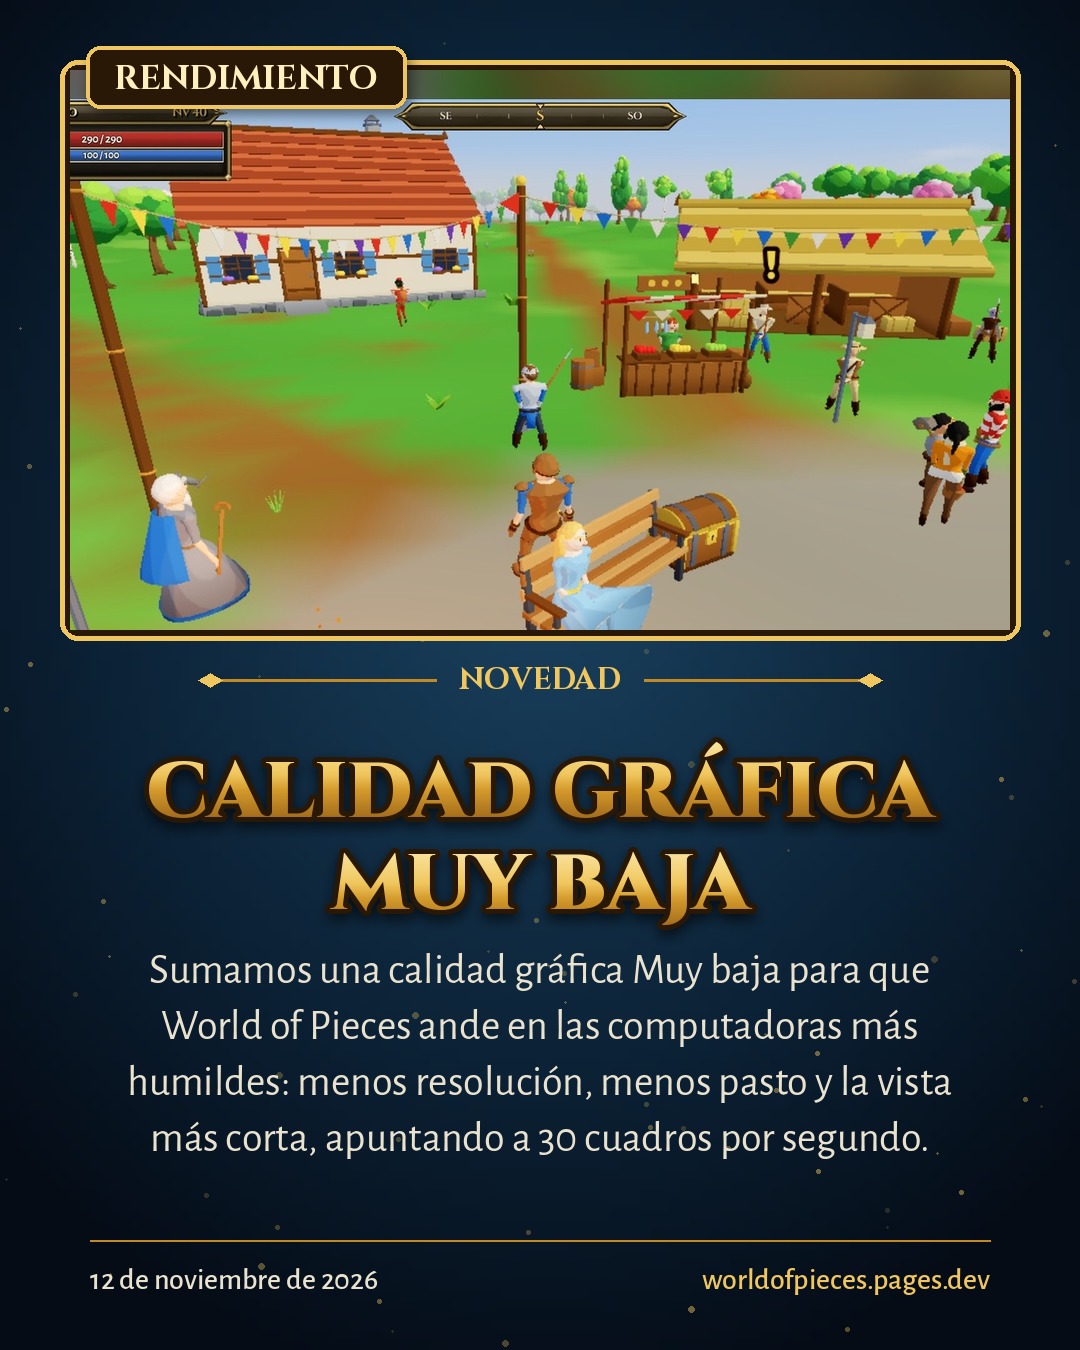 RENDIMIENTO
NV 40
SE S SO
290/290
100/100
NOVEDAD
CALIDAD GRÁFICA
MUY BAJA
Sumamos una calidad gráfica Muy baja para que
World of Pieces ande en las computadoras más
humildes: menos resolución, menos pasto y la vista
más corta, apuntando a 30 cuadros por segundo.
12 de noviembre de 2026
worldofpieces.pages.dev